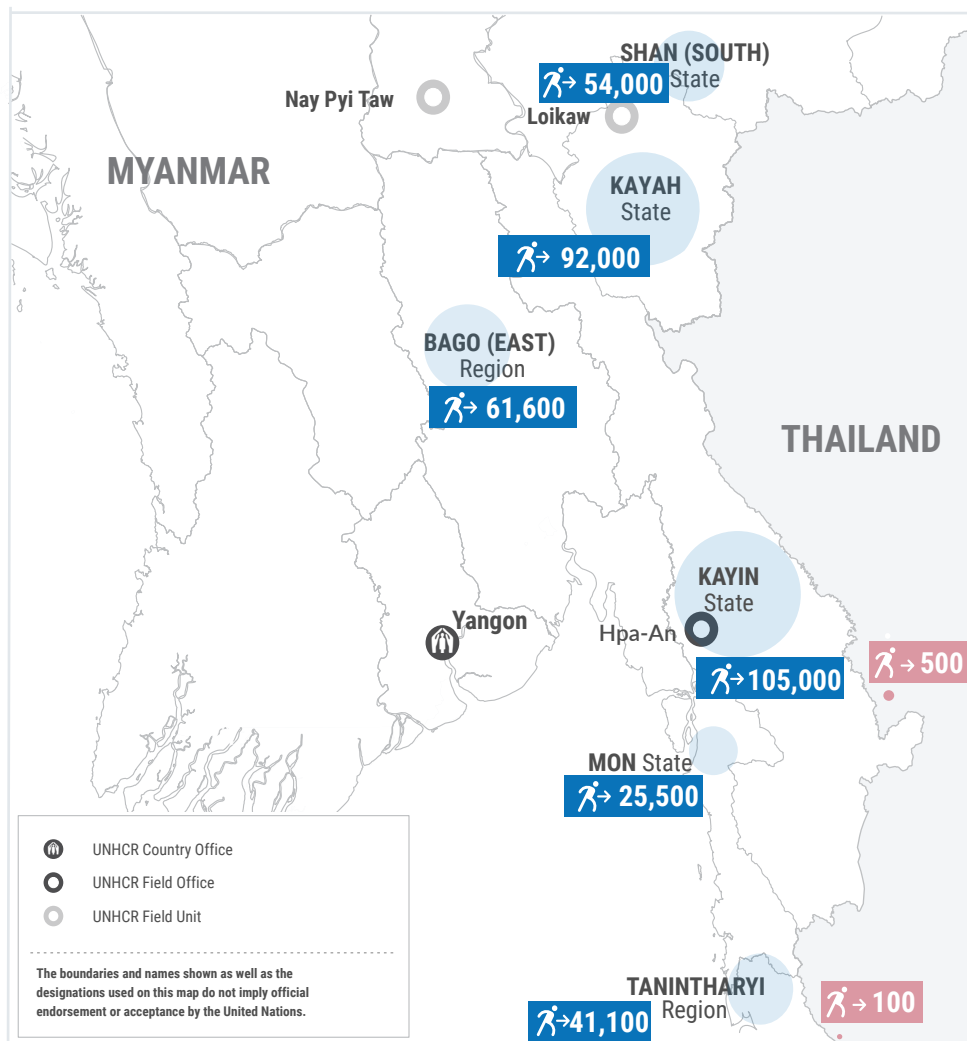 SHAN (SOUTH)
State
54,000
Nay Pyi Taw
Loikaw
MYANMAR
KAYAH
State
92,000
BAGO (EAST)
Region
61,600
THAILAND
KAYIN
State
Yangon
Hpa-An
500
105,000
MON State
25,500
UNHCR Country Office
UNHCR Field Office
UNHCR Field Unit
The boundaries and names shown as well as the
designations used on this map do not imply official
endorsement or acceptance by the United Nations.
TANINTHARYI
Region
100
41,100